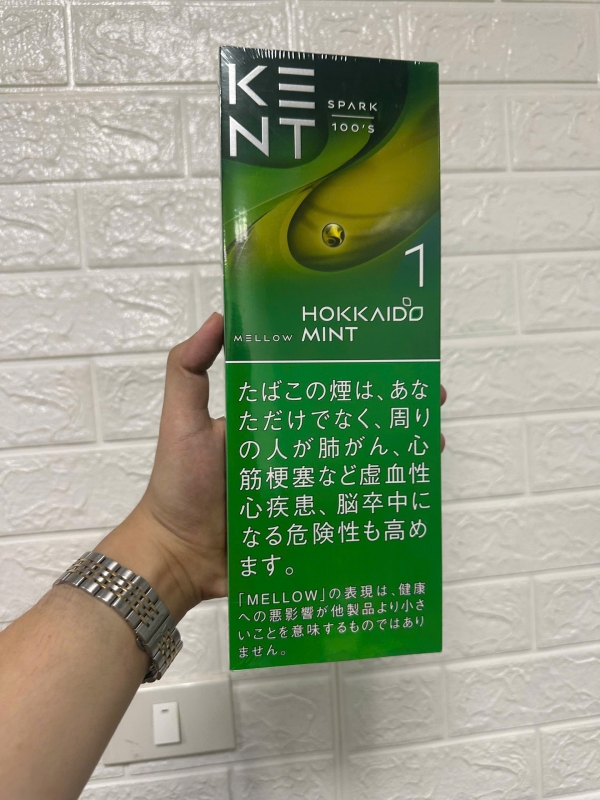 KE
NT
SPARK
100'S
1
MELLOW HOKKAIDO
MINT
たばこの煙は、あな
ただけでなく、周り
の人が肺がん、心
筋梗塞など虚血性
心疾患、脳卒中に
なる危険性も高め
ます。
「MELLOW」の表現は、健康
への悪影響が他製品より小さ
いことを意味するものではあり
ません。